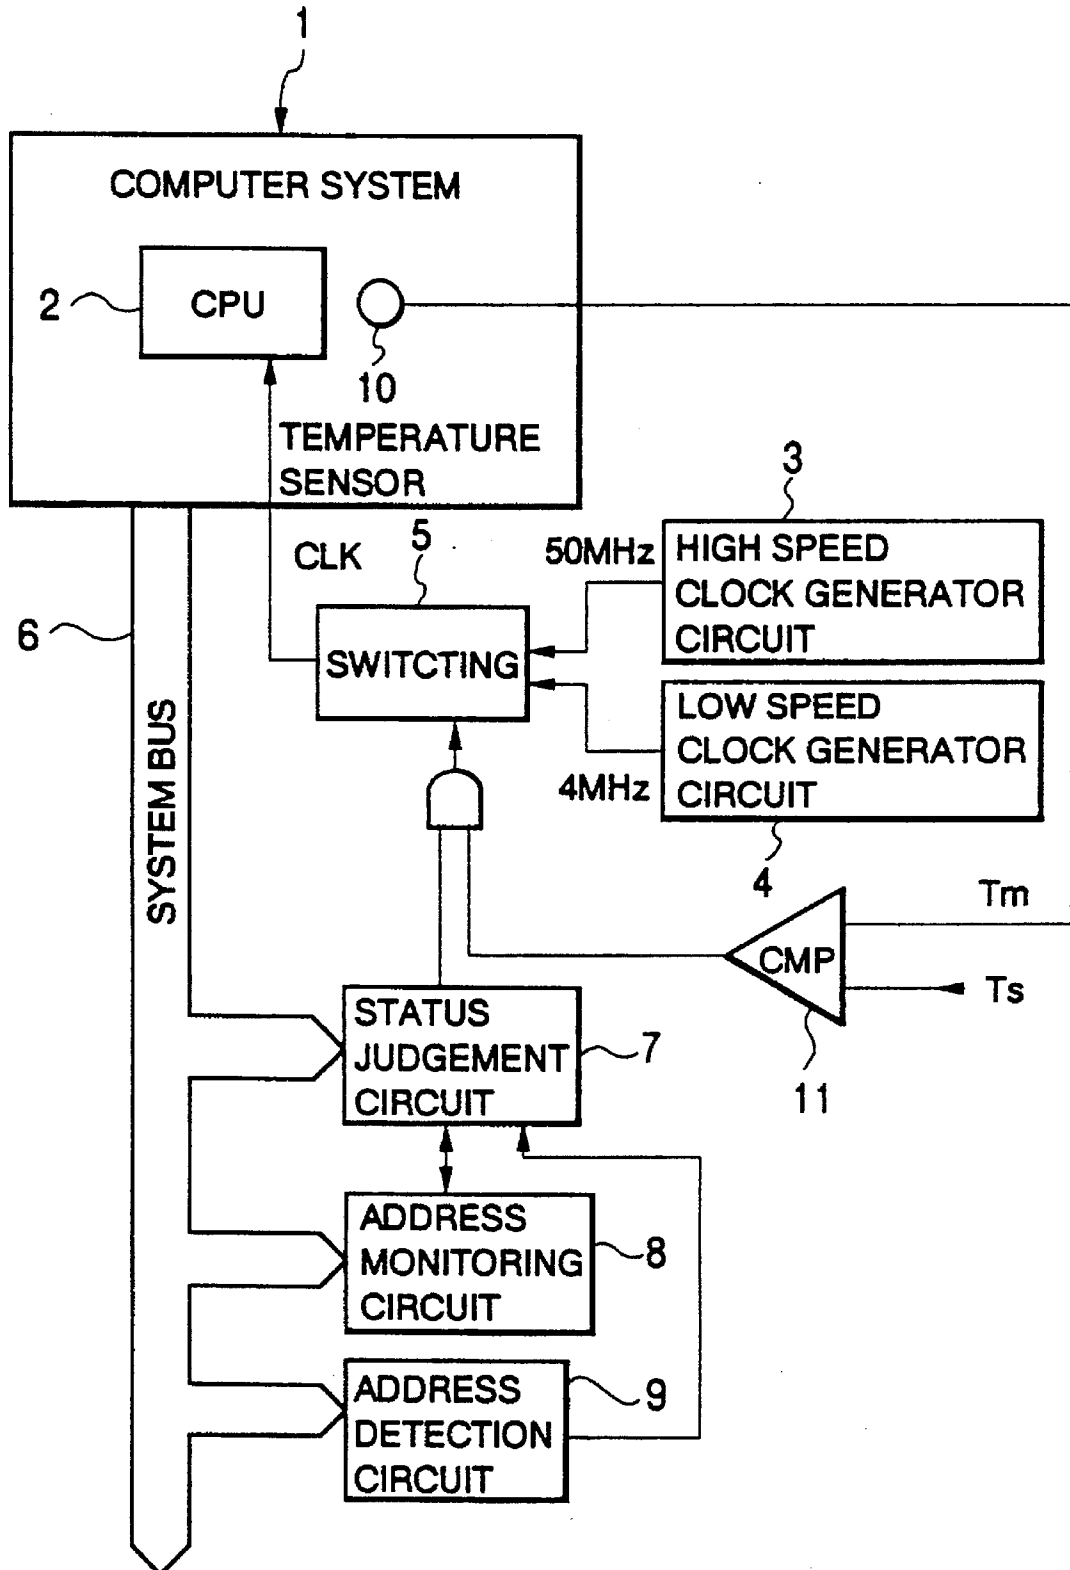 1
COMPUTER SYSTEM
2
CPU
10
TEMPERATURE
SENSOR
3
5
CLK
50MHz
HIGH SPEED
CLOCK GENERATOR
CIRCUIT
6
SWITCTING
LOW SPEED
CLOCK GENERATOR
CIRCUIT
4MHz
SYSTEM BUS
4
Tm
CMP
Ts
11
STATUS
JUDGEMENT
CIRCUIT
7
ADDRESS
MONITORING
CIRCUIT
8
ADDRESS
DETECTION
CIRCUIT
9